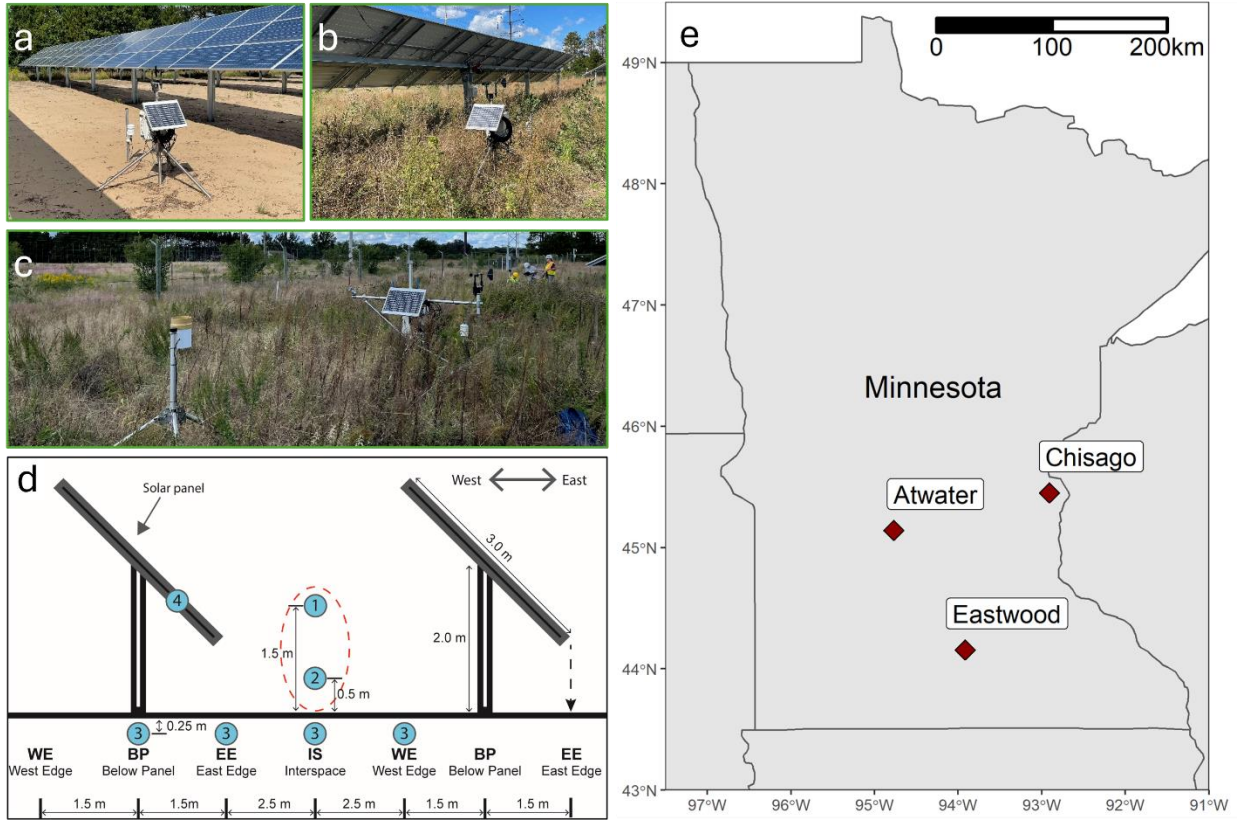 a
b
c
d
West
East
Solar panel
3.0 m
4
1
1.5 m
2.0 m
2
0.5 m
0.25 m
3
3
3
3
WE
BP
EE
IS
WE
BP
EE
West Edge
Below Panel
East Edge
Interspace
West Edge
Below Panel
East Edge
1.5 m
1.5m
2.5 m
2.5 m
1.5 m
1.5 m
e
0
100
200km
49°N
48°N
47°N
46°N
45°N
44°N
43°N
Minnesota
Chisago
Atwater
Eastwood
97°W
96°W
95°W
94°W
93°W
92°W
91°W